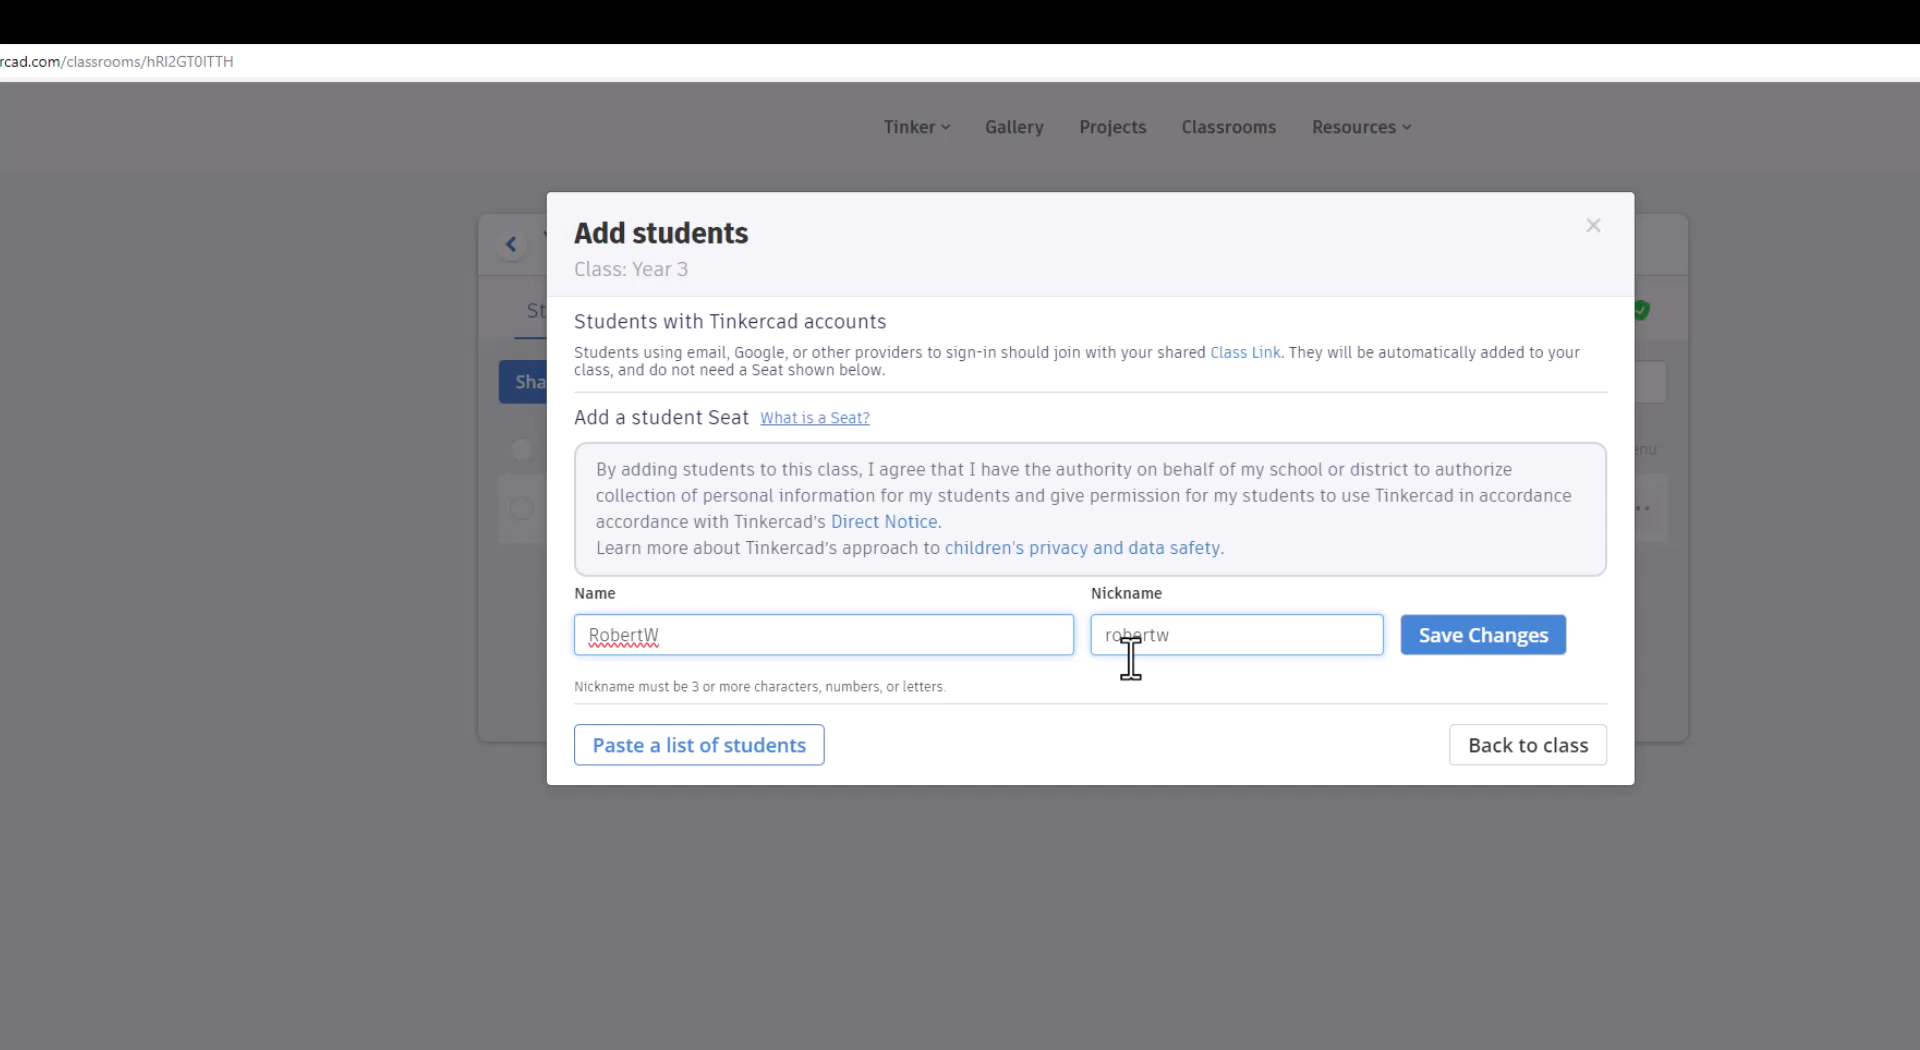 rcad.com/classrooms/hRI2GT0ITTH
Tinker Gallery Projects Classrooms Resources
Add students
Class: Year 3
Students with Tinkercad accounts
St
Students using email, Google, or other providers to sign-in should join with your shared Class Link. They will be automatically added to your
class, and do not need a Seat shown below.
Sha
Add a student Seat What is a Seat?
By adding students to this class, I agree that I have the authority on behalf of my school or district to authorize
enu
collection of personal information for my students and give permission for my students to use Tinkercad in accordance
accordance with Tinkercad's Direct Notice.
Learn more about Tinkercad's approach to children's privacy and data safety.
Name Nickname
RobertW robertw Save Changes
Nickname must be 3 or more characters, numbers, or letters.
Paste a list of students Back to class